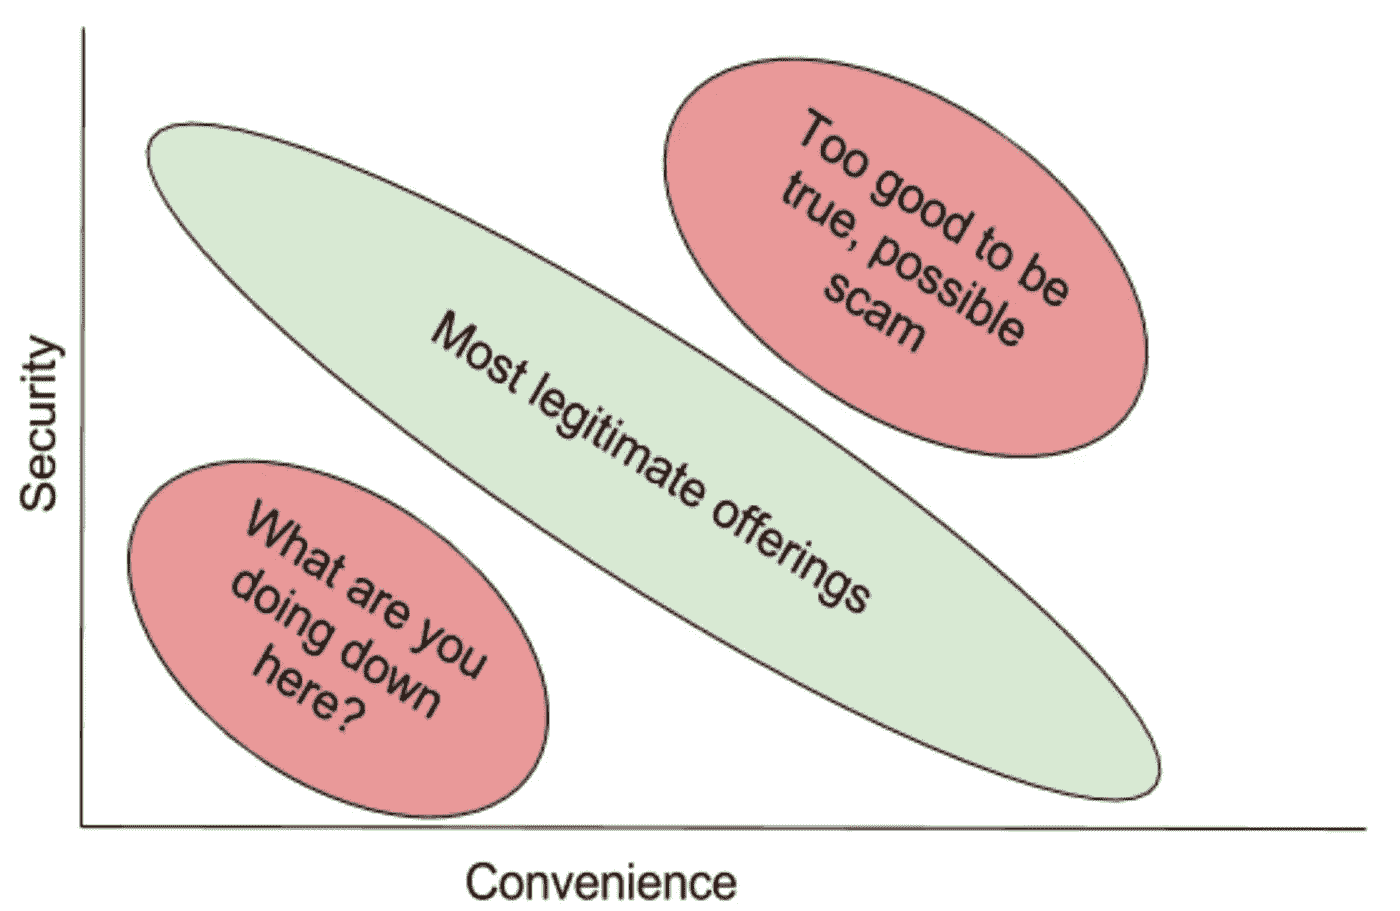 Too good to be
true, possible
scam
Most legitimate offerings
Security
What are you
doing down
here?
Convenience